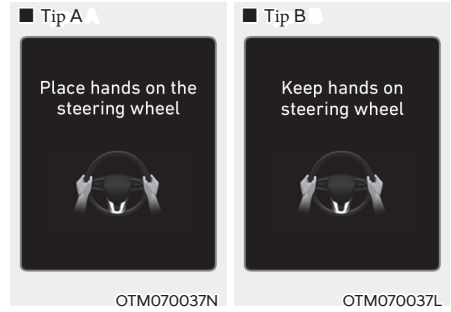 ■ Tip A
Place hands on the
steering wheel
OTM070037N
■ Tip B
Keep hands on
steering wheel
OTM070037L